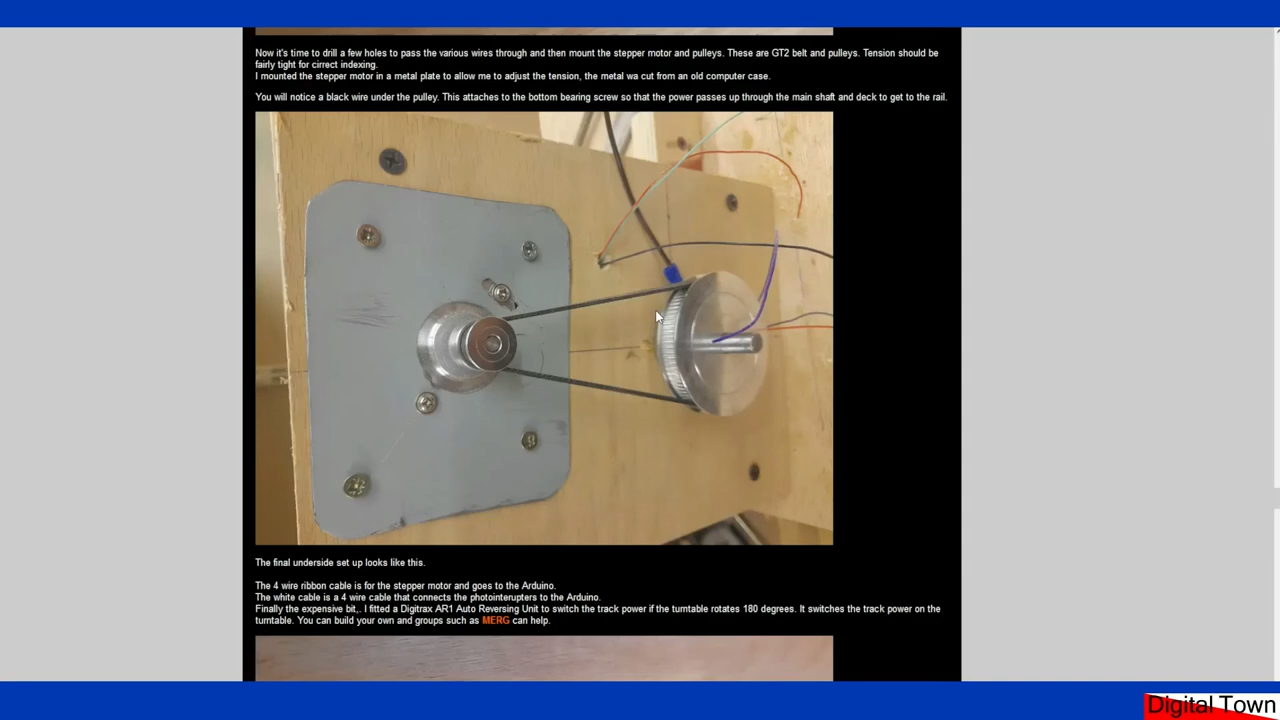 Now it's time to drill a few holes to pass the various wires through and then mount the stepper motor and pulleys. These are GT2 belt and pulleys. Tension should be
fairly tight for cirrect indexing.
I mounted the stepper motor in a metal plate to allow me to adjust the tension, the metal wa cut from an old computer case.
You will notice a black wire under the pulley. This attaches to the bottom bearing screw so that the power passes up through the main shaft and deck to get to the rail.
The final underside set up looks like this.
The 4 wire ribbon cable is for the stepper motor and goes to the Arduino.
The white cable is a 4 wire cable that connects the photointerupters to the Arduino.
Finally the expensive bit,. I fitted a Digitrax AR1 Auto Reversing Unit to switch the track power if the turntable rotates 180 degrees. It switches the track power on the
turntable. You can build your own and groups such as MERG can help.
Digital Town